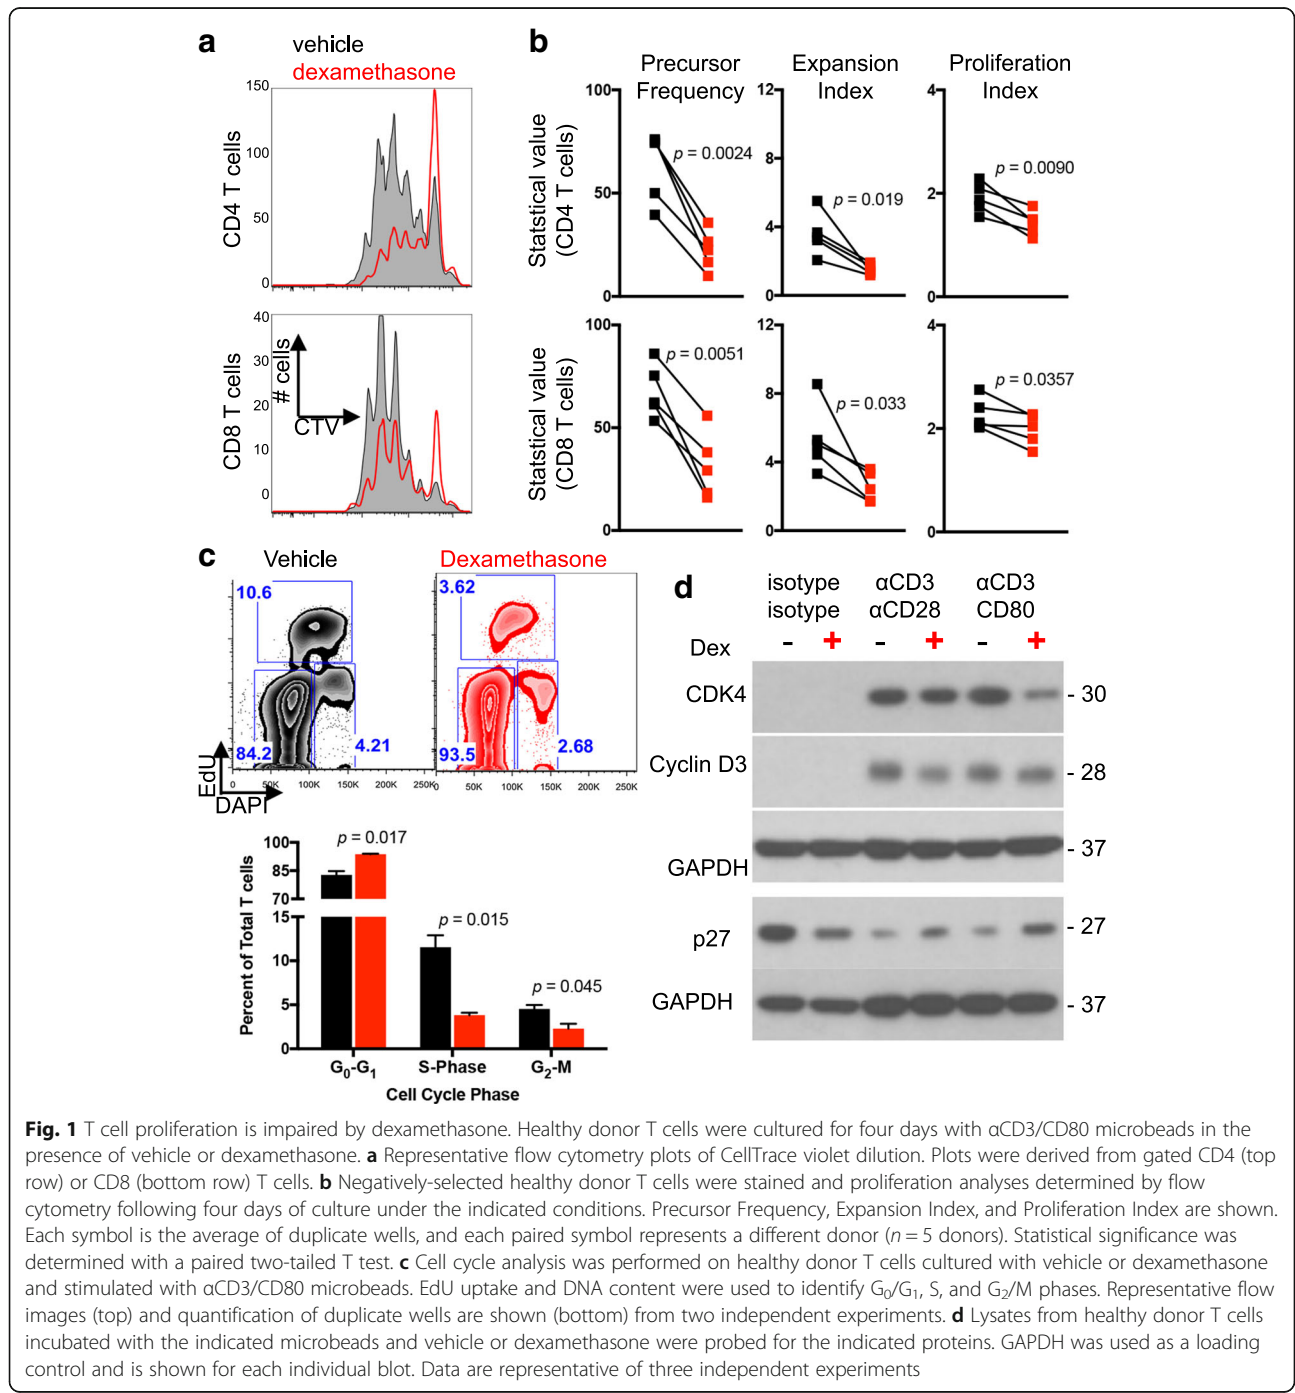 a
vehicle
dexamethasone
CD4 T cells
150
100
50
0
CD8 T cells
40
30
20
10
0
# cells
CTV
b
Precursor
Frequency
Expansion
Index
Proliferation
Index
Statstical value
(CD4 T cells)
100
50
0
p = 0.0024
12
8
4
0
p = 0.019
4
2
0
p = 0.0090
Statstical value
(CD8 T cells)
100
50
0
p = 0.0051
12
8
4
0
p = 0.033
4
2
0
p = 0.0357
c
Vehicle
Dexamethasone
10.6
84.2
4.21
3.62
93.5
2.68
EdU
DAPI
0 50K 100K 150K 200K 250K
0 50K 100K 150K 200K 250K
Percent of Total T cells
100
85
70
15
10
5
0
p = 0.017
p = 0.015
p = 0.045
G₀-G₁ S-Phase G₂-M
Cell Cycle Phase
d
isotype αCD3 αCD3
isotype αCD28 CD80
Dex - + - + - +
CDK4 - 30
Cyclin D3 - 28
GAPDH - 37
p27 - 27
GAPDH - 37
Fig. 1 T cell proliferation is impaired by dexamethasone. Healthy donor T cells were cultured for four days with αCD3/CD80 microbeads in the
presence of vehicle or dexamethasone. a Representative flow cytometry plots of CellTrace violet dilution. Plots were derived from gated CD4 (top
row) or CD8 (bottom row) T cells. b Negatively-selected healthy donor T cells were stained and proliferation analyses determined by flow
cytometry following four days of culture under the indicated conditions. Precursor Frequency, Expansion Index, and Proliferation Index are shown.
Each symbol is the average of duplicate wells, and each paired symbol represents a different donor (n = 5 donors). Statistical significance was
determined with a paired two-tailed T test. c Cell cycle analysis was performed on healthy donor T cells cultured with vehicle or dexamethasone
and stimulated with αCD3/CD80 microbeads. EdU uptake and DNA content were used to identify G₀/G₁, S, and G₂/M phases. Representative flow
images (top) and quantification of duplicate wells are shown (bottom) from two independent experiments. d Lysates from healthy donor T cells
incubated with the indicated microbeads and vehicle or dexamethasone were probed for the indicated proteins. GAPDH was used as a loading
control and is shown for each individual blot. Data are representative of three independent experiments